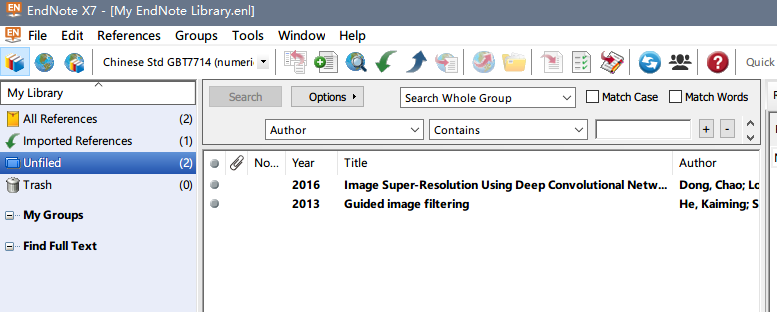 EN EndNote X7 - [My EndNote Library.enl]
EN File Edit References Groups Tools Window Help
Chinese Std GBT7714 (numeri Quick
My Library Search Options Search Whole Group Match Case Match Words
All References (2)
Imported References (1) Author Contains + -
Unfiled (2) No... Year Title Author
Trash (0) 2016 Image Super-Resolution Using Deep Convolutional Netw... Dong, Chao; Lo
2013 Guided image filtering He, Kaiming; S
My Groups
Find Full Text